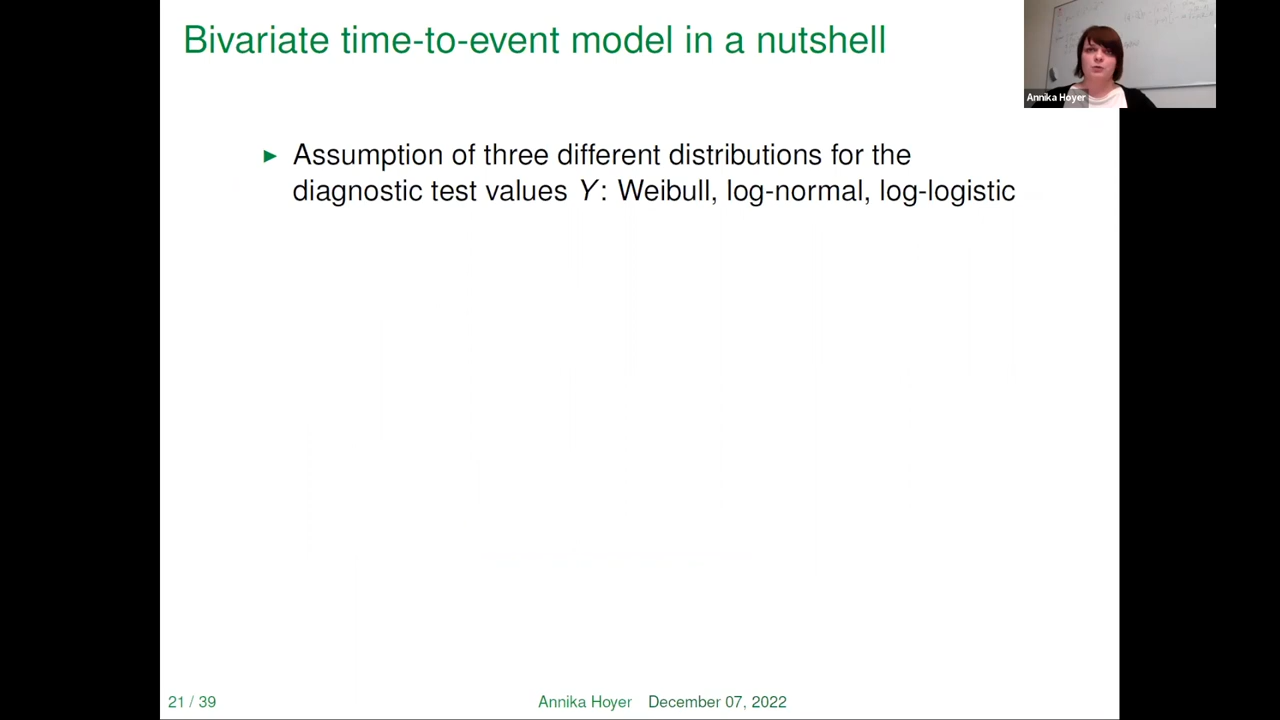 Bivariate time-to-event model in a nutshell
Annika Hoyer
► Assumption of three different distributions for the
diagnostic test values Y: Weibull, log-normal, log-logistic
21 / 39
Annika Hoyer December 07, 2022